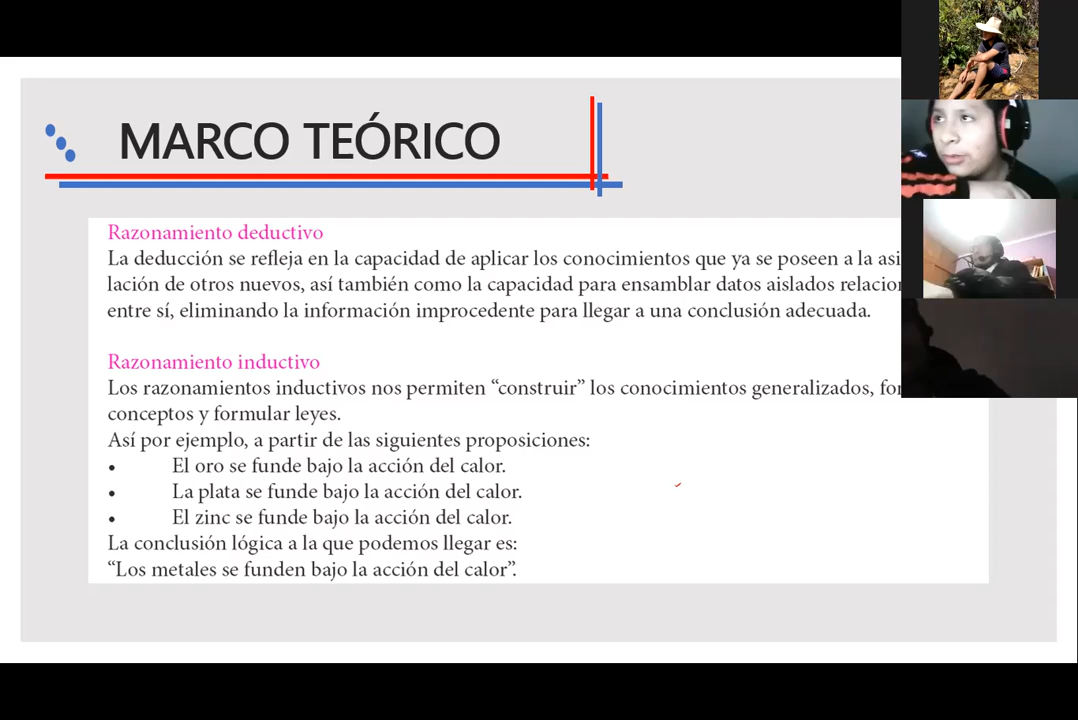 MARCO TEÓRICO
Razonamiento deductivo
La deducción se refleja en la capacidad de aplicar los conocimientos que ya se poseen a la asi
lación de otros nuevos, así también como la capacidad para ensamblar datos aislados relacion
entre sí, eliminando la información improcedente para llegar a una conclusión adecuada.
Razonamiento inductivo
Los razonamientos inductivos nos permiten “construir” los conocimientos generalizados, for
conceptos y formular leyes.
Así por ejemplo, a partir de las siguientes proposiciones:
• El oro se funde bajo la acción del calor.
• La plata se funde bajo la acción del calor.
• El zinc se funde bajo la acción del calor.
La conclusión lógica a la que podemos llegar es:
“Los metales se funden bajo la acción del calor”.